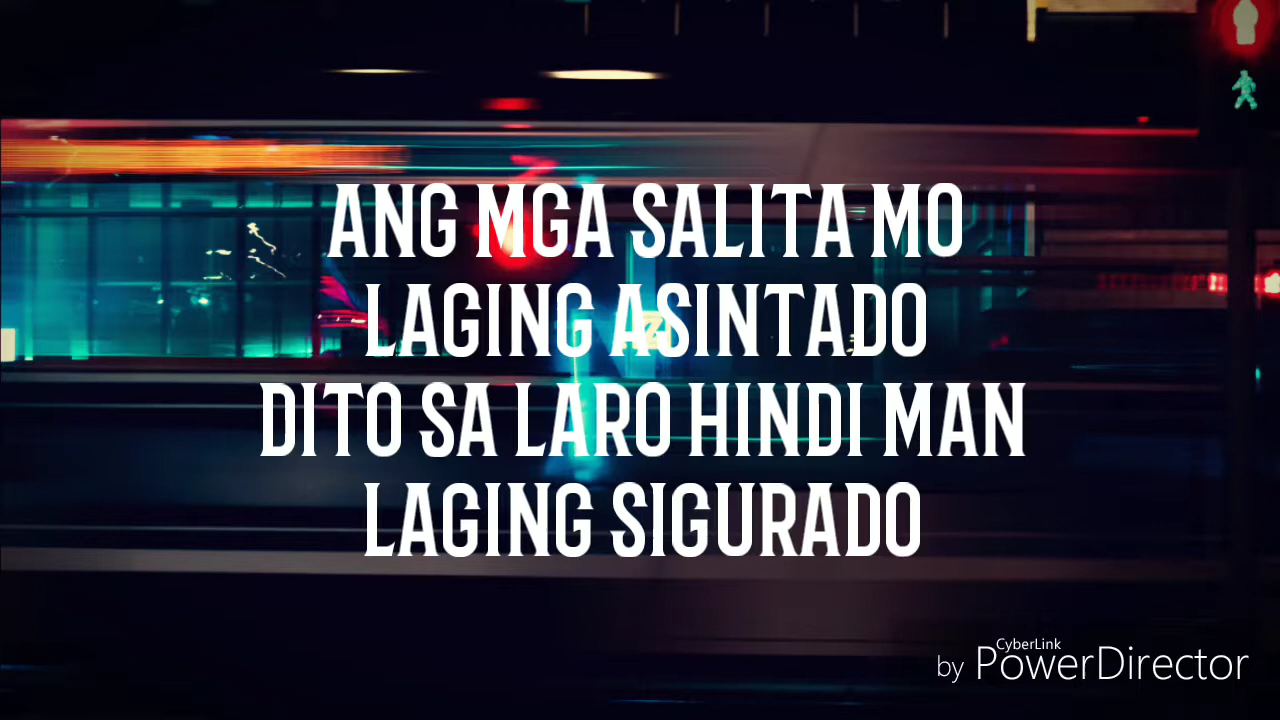 ANG MGA SALITA MO
LAGING ASINTADO
DITO SA LARO HINDI MAN
LAGING SIGURADO
by CyberLink PowerDirector